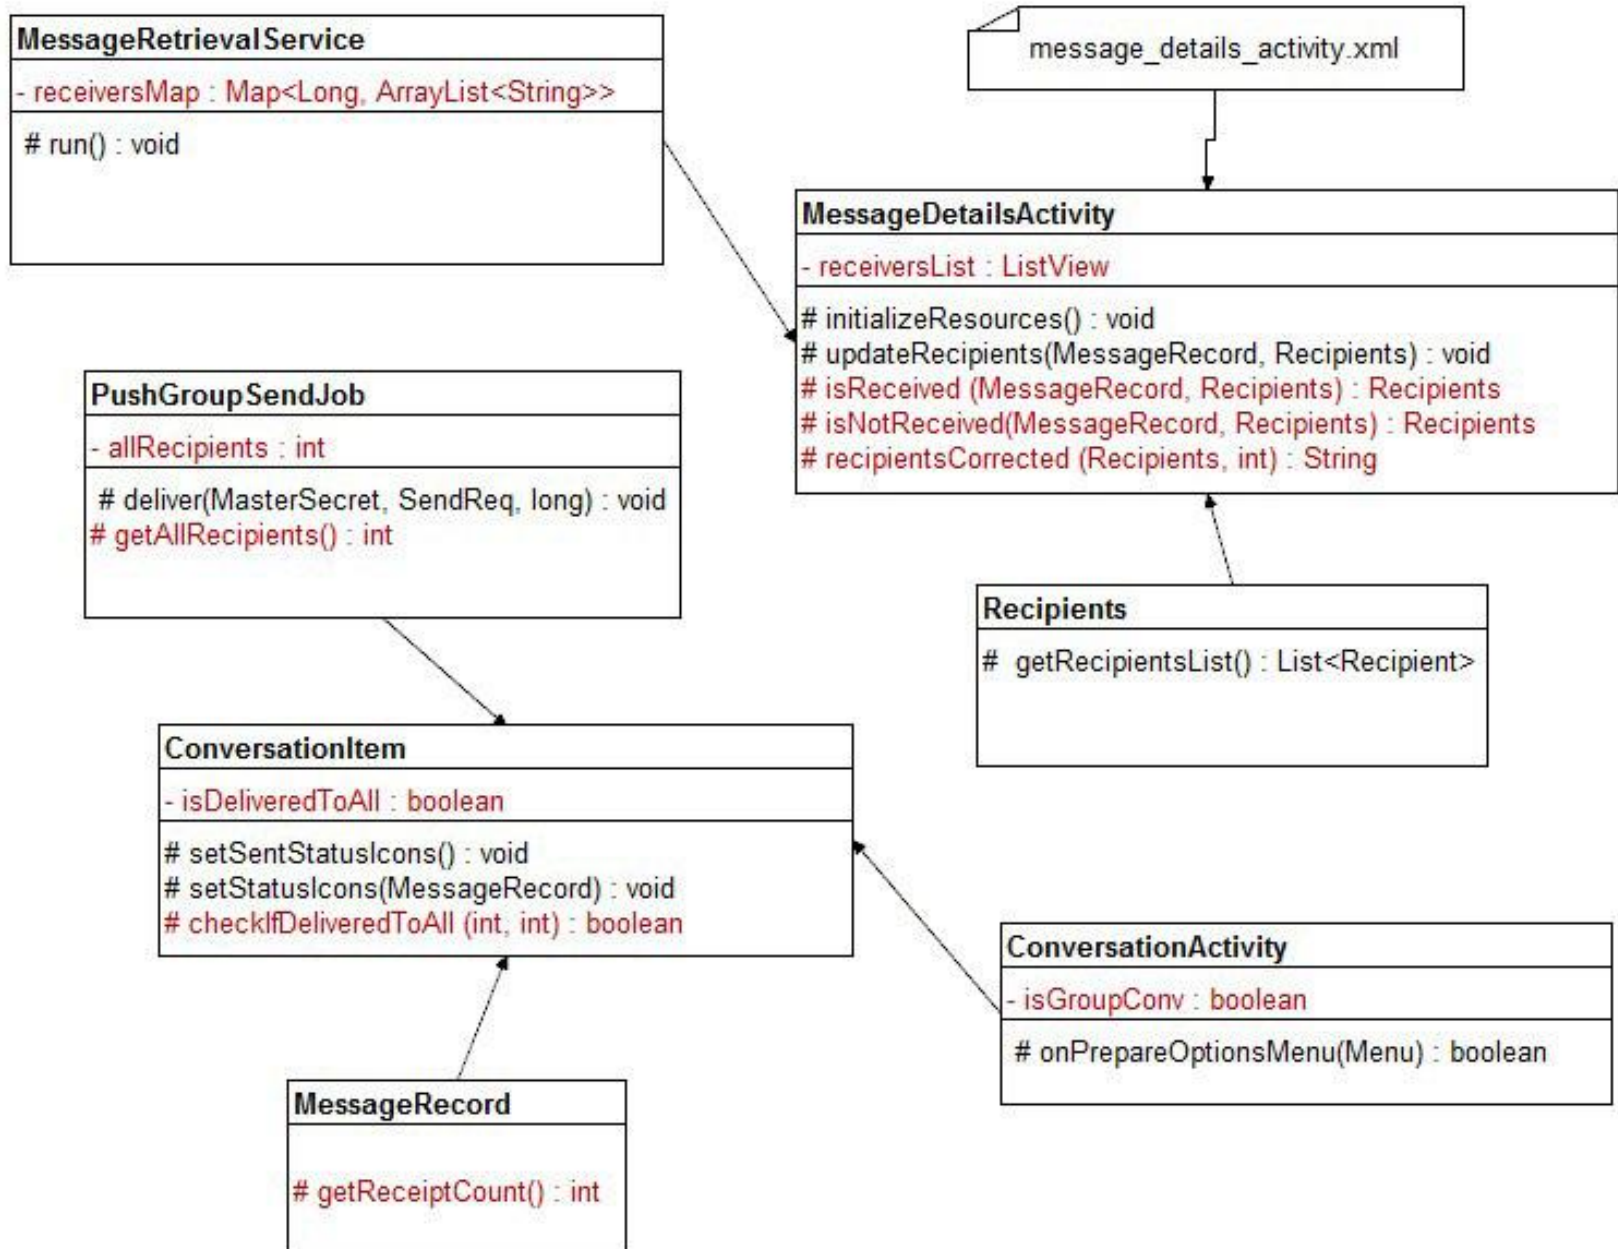 MessageRetrievalService
- receiversMap : Map<Long, ArrayList<String>>
# run() : void
message_details_activity.xml
MessageDetailsActivity
- receiversList : ListView
# initializeResources() : void
# updateRecipients(MessageRecord, Recipients) : void
# isReceived (MessageRecord, Recipients) : Recipients
# isNotReceived(MessageRecord, Recipients) : Recipients
# recipientsCorrected (Recipients, int) : String
PushGroupSendJob
- allRecipients : int
# deliver(MasterSecret, SendReq, long) : void
# getAllRecipients() : int
Recipients
# getRecipientsList() : List<Recipient>
ConversationItem
- isDeliveredToAll : boolean
# setSentStatusIcons() : void
# setStatusIcons(MessageRecord) : void
# checkIfDeliveredToAll (int, int) : boolean
ConversationActivity
- isGroupConv : boolean
# onPrepareOptionsMenu(Menu) : boolean
MessageRecord
# getReceiptCount() : int